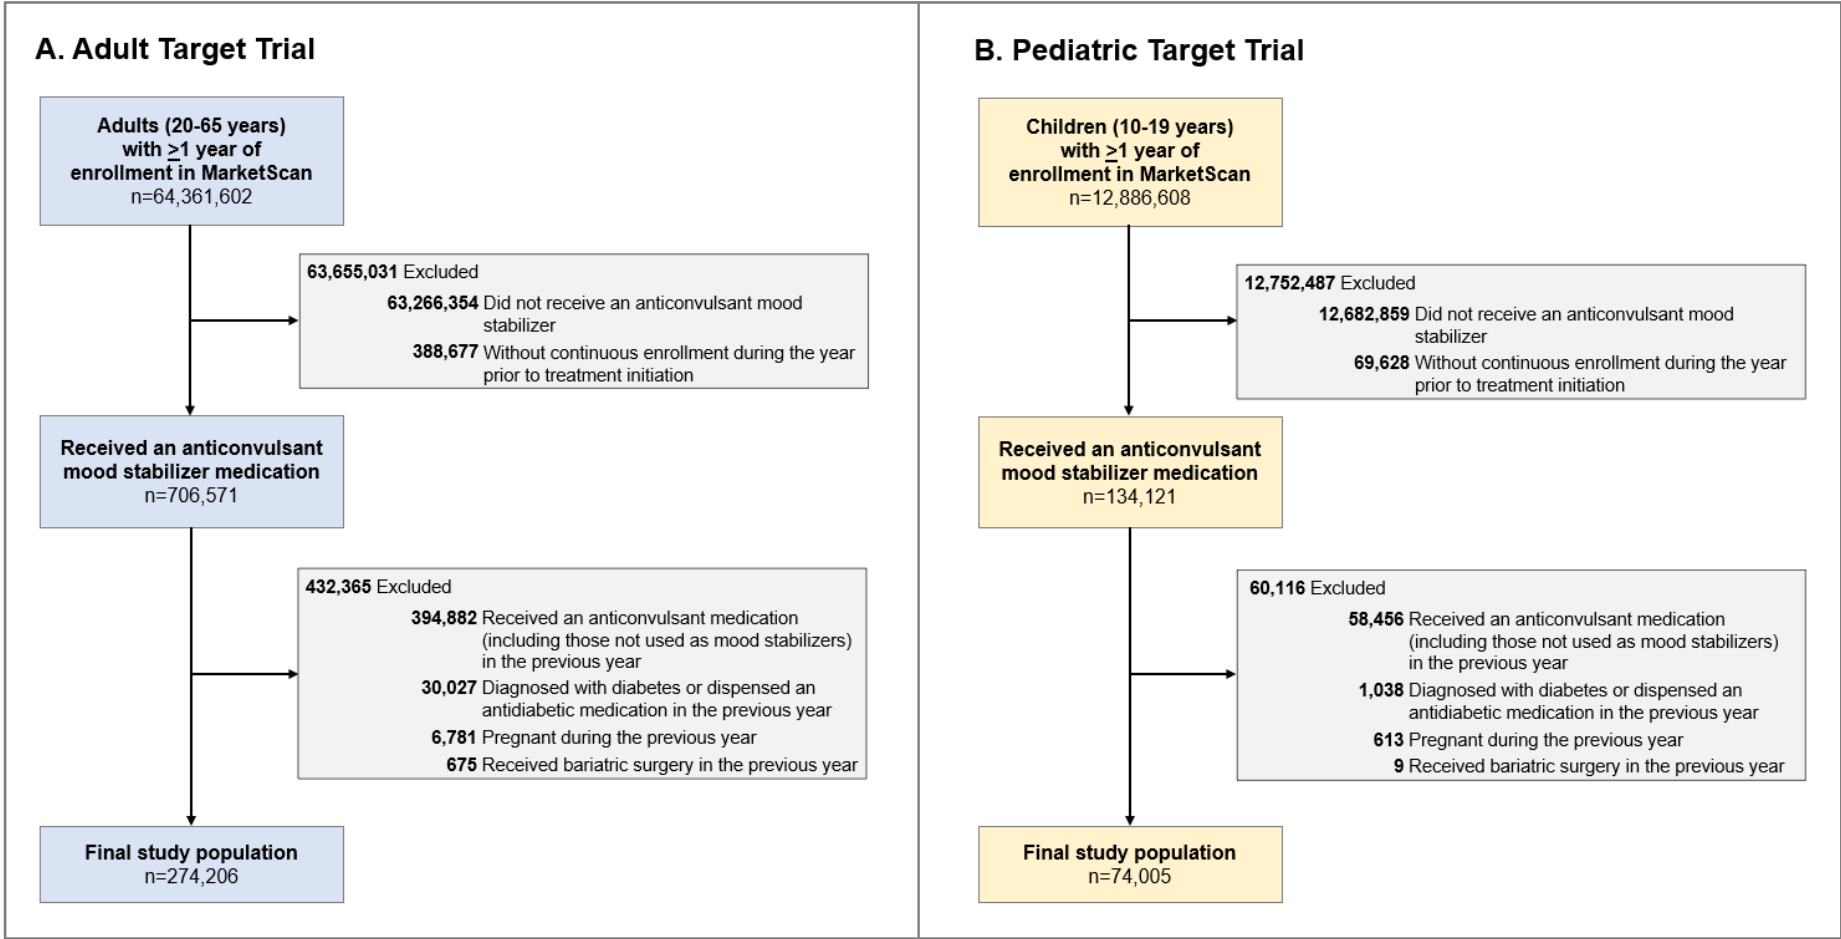 A. Adult Target Trial
Adults (20-65 years)
with ≥1 year of
enrollment in MarketScan
n=64,361,602
63,655,031 Excluded
63,266,354 Did not receive an anticonvulsant mood
stabilizer
388,677 Without continuous enrollment during the year
prior to treatment initiation
Received an anticonvulsant
mood stabilizer medication
n=706,571
432,365 Excluded
394,882 Received an anticonvulsant medication
(including those not used as mood stabilizers)
in the previous year
30,027 Diagnosed with diabetes or dispensed an
antidiabetic medication in the previous year
6,781 Pregnant during the previous year
675 Received bariatric surgery in the previous year
Final study population
n=274,206
B. Pediatric Target Trial
Children (10-19 years)
with ≥1 year of
enrollment in MarketScan
n=12,886,608
12,752,487 Excluded
12,682,859 Did not receive an anticonvulsant mood
stabilizer
69,628 Without continuous enrollment during the year
prior to treatment initiation
Received an anticonvulsant
mood stabilizer medication
n=134,121
60,116 Excluded
58,456 Received an anticonvulsant medication
(including those not used as mood stabilizers)
in the previous year
1,038 Diagnosed with diabetes or dispensed an
antidiabetic medication in the previous year
613 Pregnant during the previous year
9 Received bariatric surgery in the previous year
Final study population
n=74,005